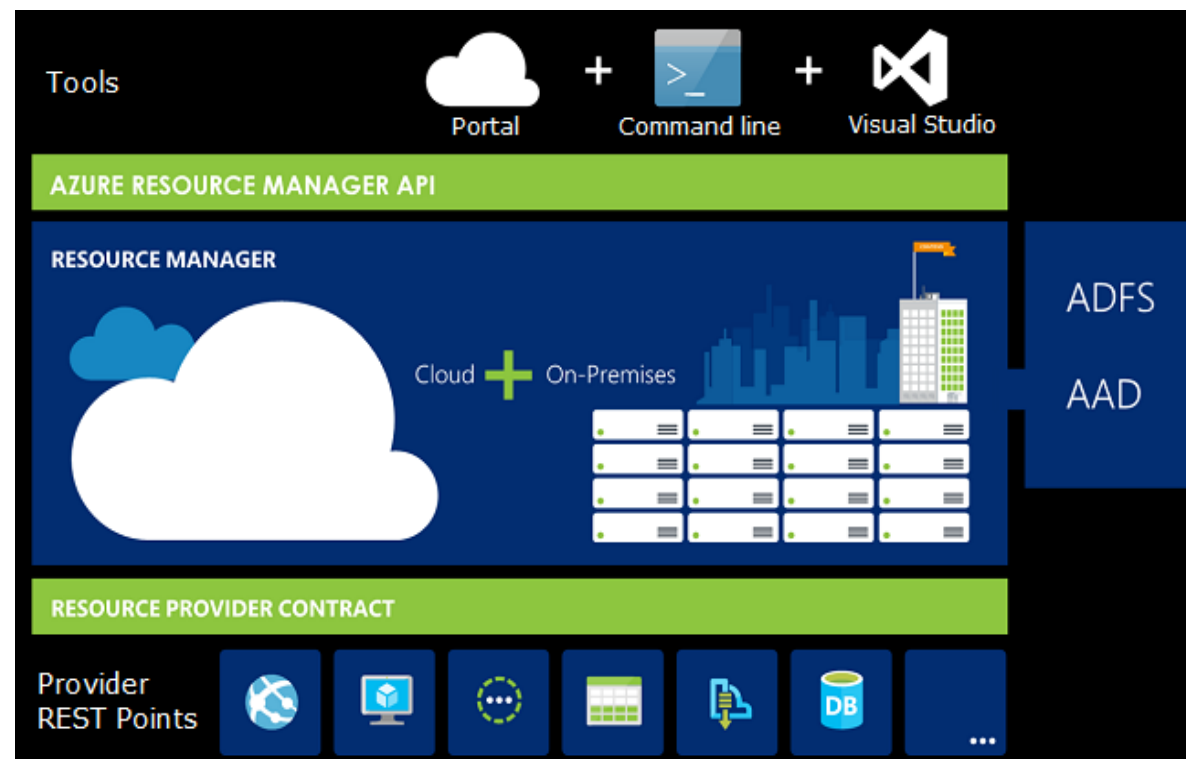 Tools
Portal
Command line
Visual Studio
AZURE RESOURCE MANAGER API
RESOURCE MANAGER
Cloud
On-Premises
ADFS
AAD
RESOURCE PROVIDER CONTRACT
Provider
REST Points
DB
...